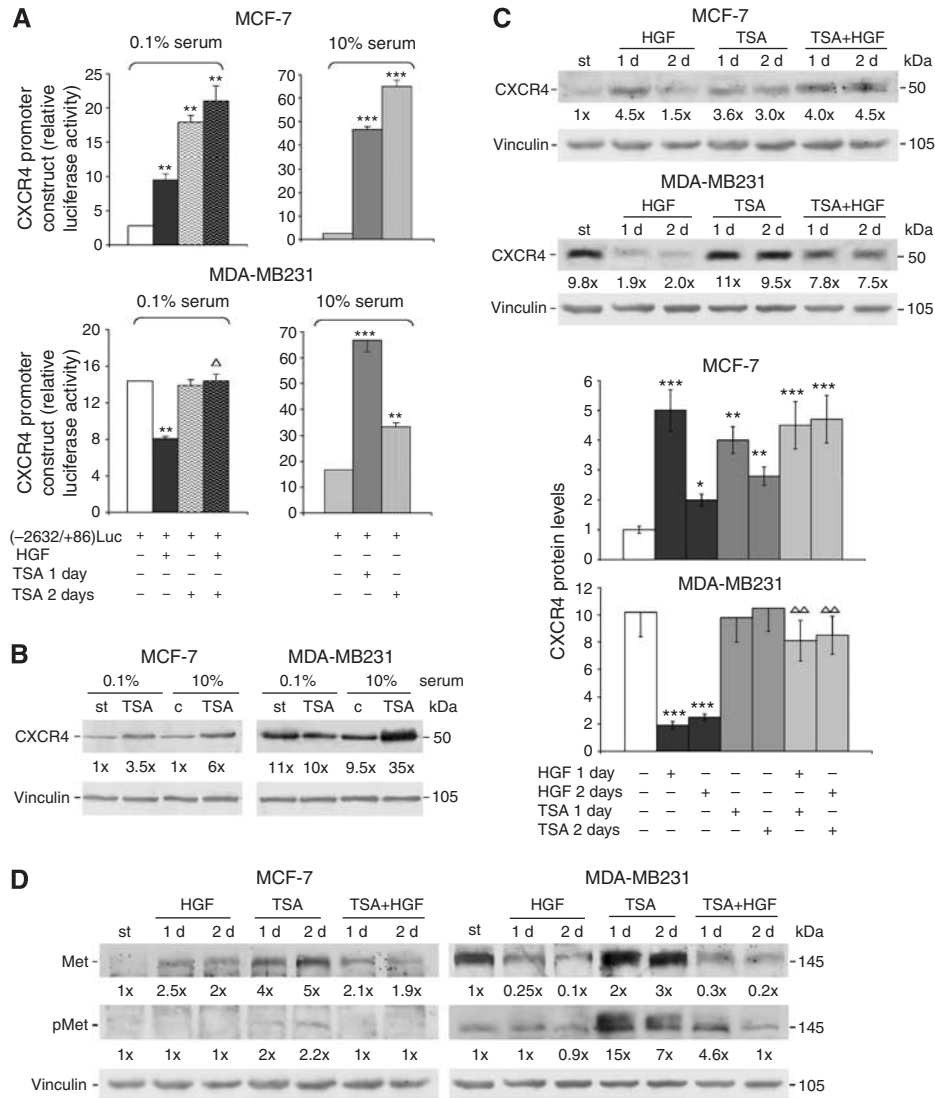 A
MCF-7
0.1% serum
10% serum
CXCR4 promoter
construct (relative
luciferase activity)
25
20
15
10
5
0
**
**
**
**
70
60
50
40
30
20
10
0
***
***
MDA-MB231
0.1% serum
10% serum
CXCR4 promoter
construct (relative
luciferase activity)
20
16
12
8
4
0
**
△
70
60
50
40
30
20
10
0
***
**
(−2632/+86)Luc + + + + + + +
HGF − + − + − − −
TSA 1 day − − − − − + −
TSA 2 days − − + + − − +
B
MCF-7 MDA-MB231
0.1% 10% 0.1% 10% serum
st TSA c TSA st TSA c TSA kDa
CXCR4 50
1x 3.5x 1x 6x 11x 10x 9.5x 35x
Vinculin 105
C
MCF-7
HGF TSA TSA+HGF
st 1 d 2 d 1 d 2 d 1 d 2 d kDa
CXCR4 50
1x 4.5x 1.5x 3.6x 3.0x 4.0x 4.5x
Vinculin 105
MDA-MB231
HGF TSA TSA+HGF
st 1 d 2 d 1 d 2 d 1 d 2 d kDa
CXCR4 50
9.8x 1.9x 2.0x 11x 9.5x 7.8x 7.5x
Vinculin 105
CXCR4 protein levels
MCF-7
6
5
4
3
2
1
0
***
*
**
**
***
***
MDA-MB231
12
10
8
6
4
2
0
***
***
△△
△△
HGF 1 day − + − − − + −
HGF 2 days − − + − − − +
TSA 1 day − − − + − + −
TSA 2 days − − − − + − +
D
MCF-7 MDA-MB231
HGF TSA TSA+HGF HGF TSA TSA+HGF
st 1 d 2 d 1 d 2 d 1 d 2 d st 1 d 2 d 1 d 2 d 1 d 2 d kDa
Met 145
1x 2.5x 2x 4x 5x 2.1x 1.9x 1x 0.25x 0.1x 2x 3x 0.3x 0.2x
pMet 145
1x 1x 1x 2x 2.2x 1x 1x 1x 1x 0.9x 15x 7x 4.6x 1x
Vinculin 105